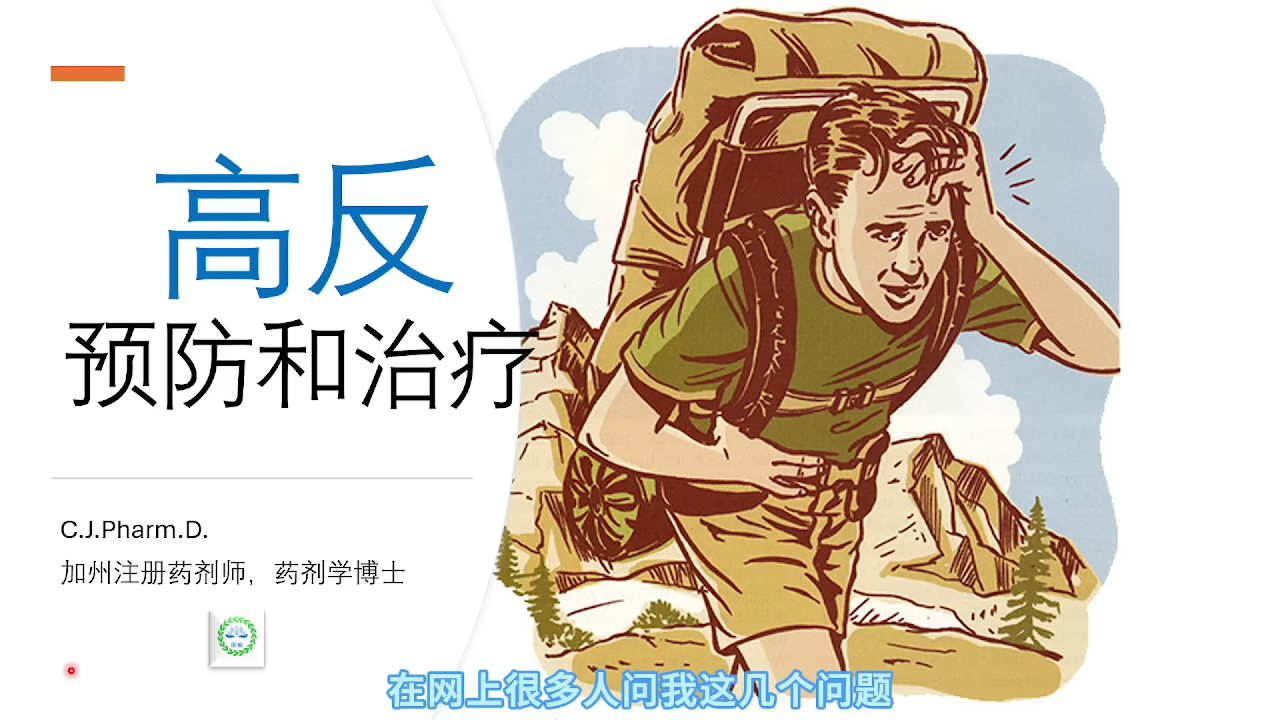 高反
预防和治疗
C.J.Pharm.D.
加州注册药剂师，药剂学博士
在网上很多人问我这几个问题